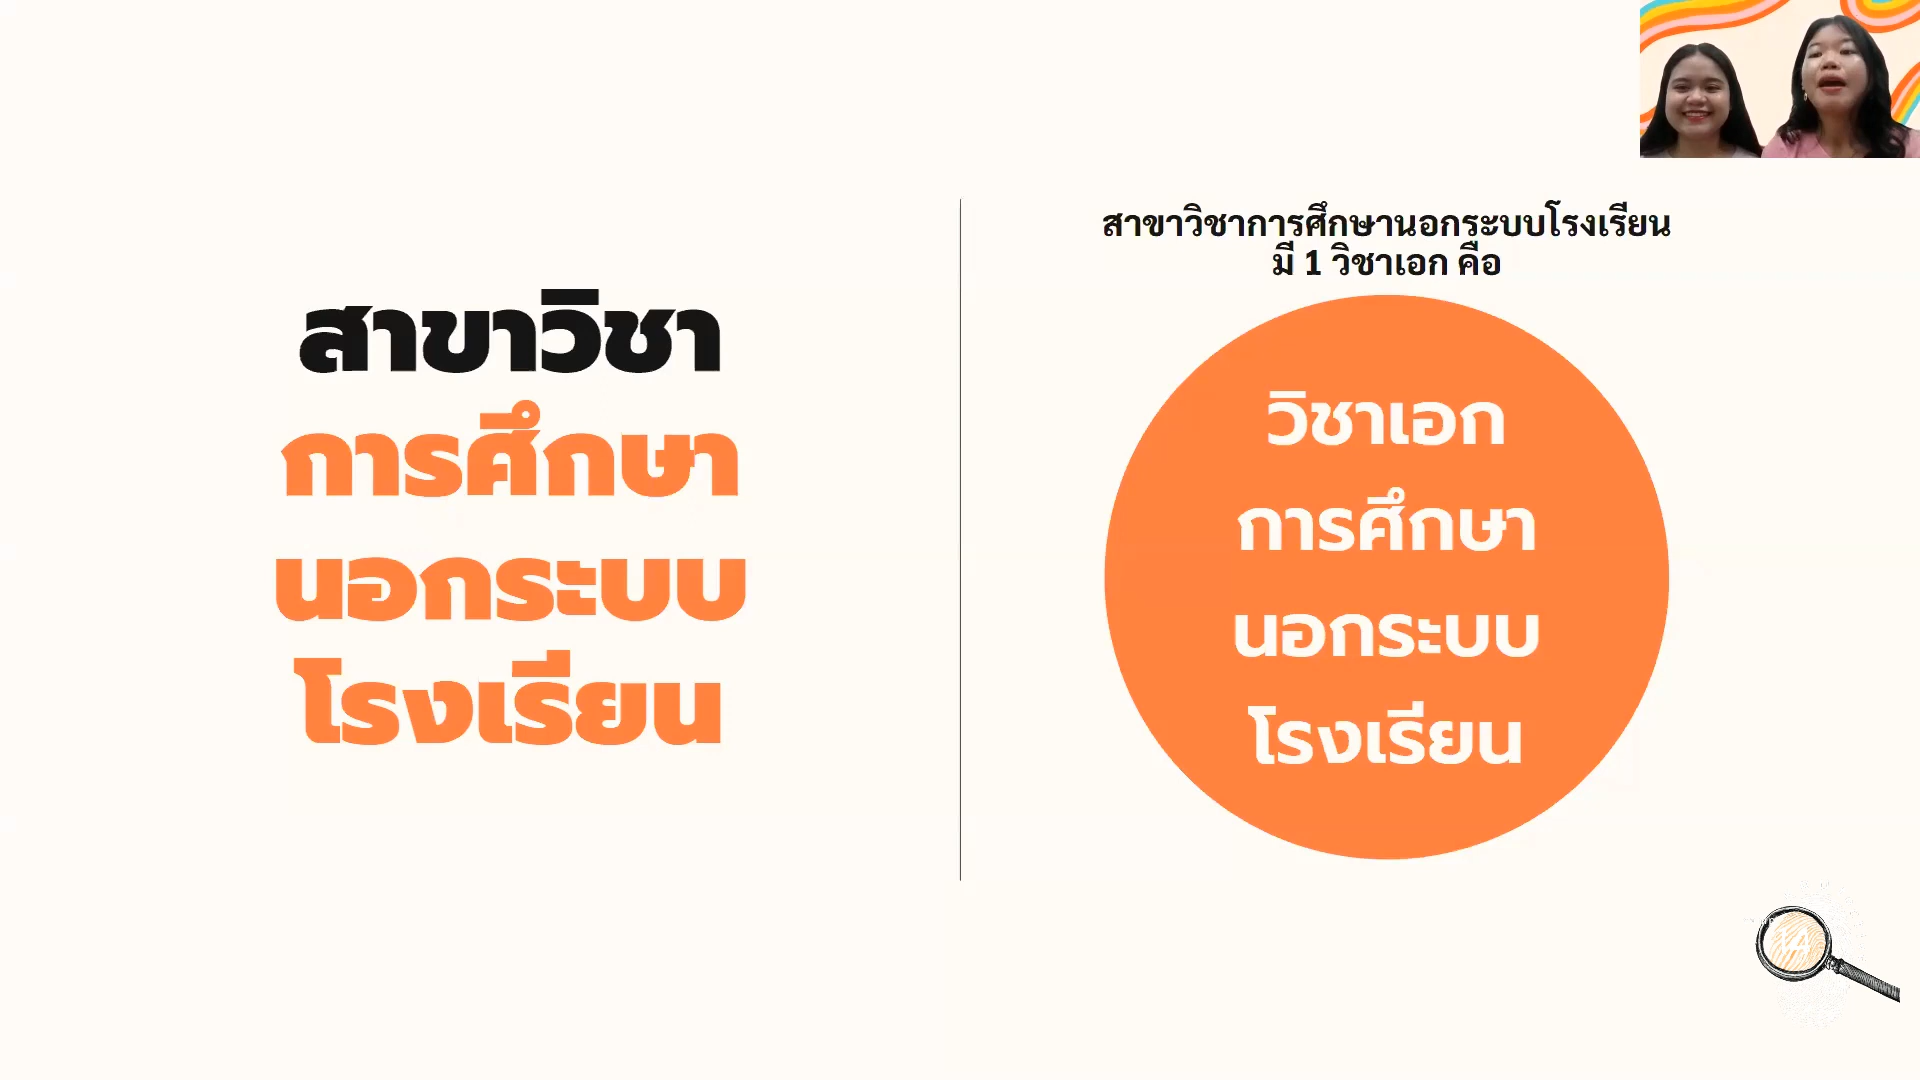 สาขาวิชา
การศึกษา
นอกระบบ
โรงเรียน
สาขาวิชาการศึกษานอกระบบโรงเรียน
มี 1 วิชาเอก คือ
วิชาเอก
การศึกษา
นอกระบบ
โรงเรียน
14